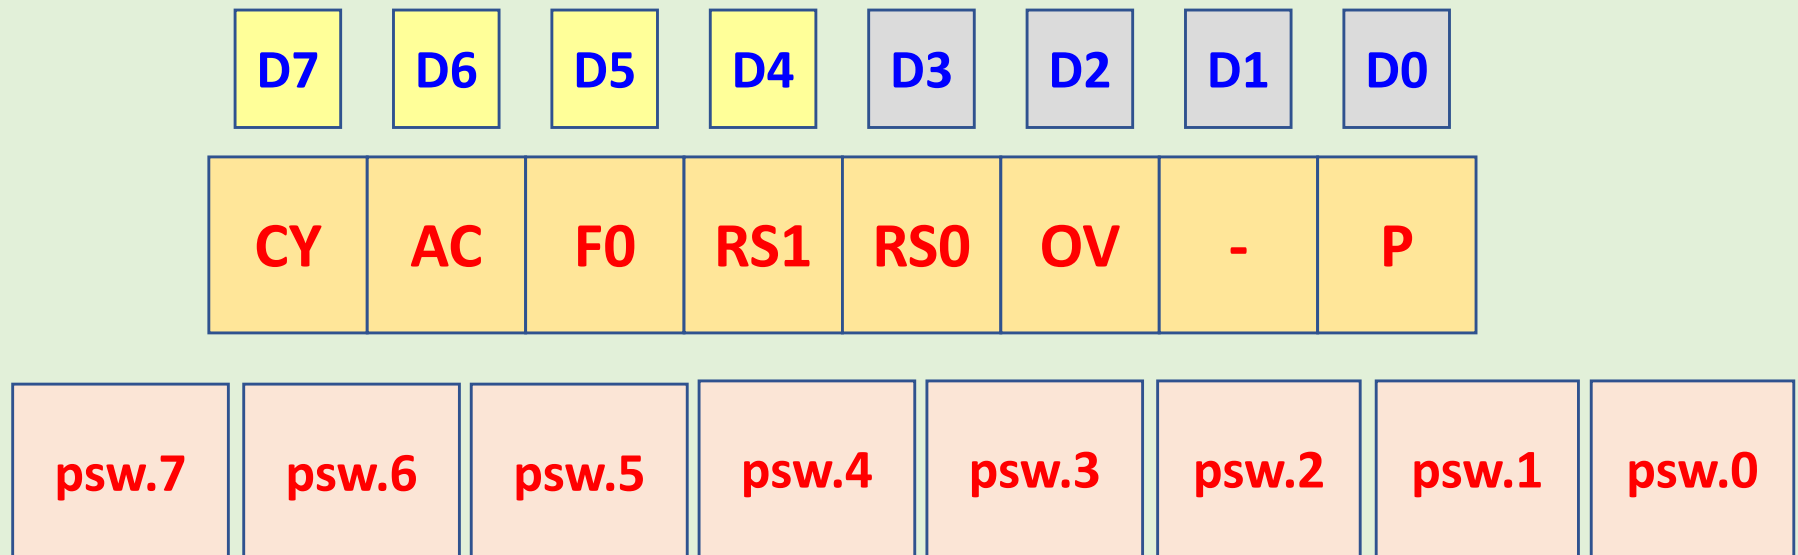 D7 D6 D5 D4 D3 D2 D1 D0
CY AC F0 RS1 RS0 OV - P
psw.7 psw.6 psw.5 psw.4 psw.3 psw.2 psw.1 psw.0